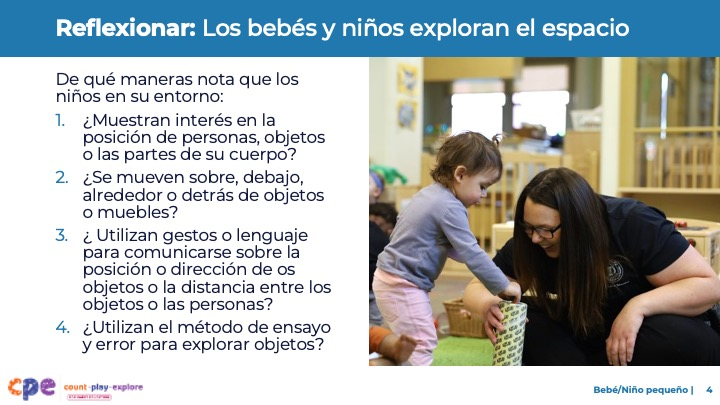 Reflexionar: Los bebés y niños exploran el espacio
De qué maneras nota que los
niños en su entorno:
1. ¿Muestran interés en la
posición de personas, objetos
o las partes de su cuerpo?
2. ¿Se mueven sobre, debajo,
alrededor o detrás de objetos
o muebles?
3. ¿ Utilizan gestos o lenguaje
para comunicarse sobre la
posición o dirección de os
objetos o la distancia entre los
objetos o las personas?
4. ¿Utilizan el método de ensayo
y error para explorar objetos?
cpe count-play-explore
Bebé/Niño pequeño | 4